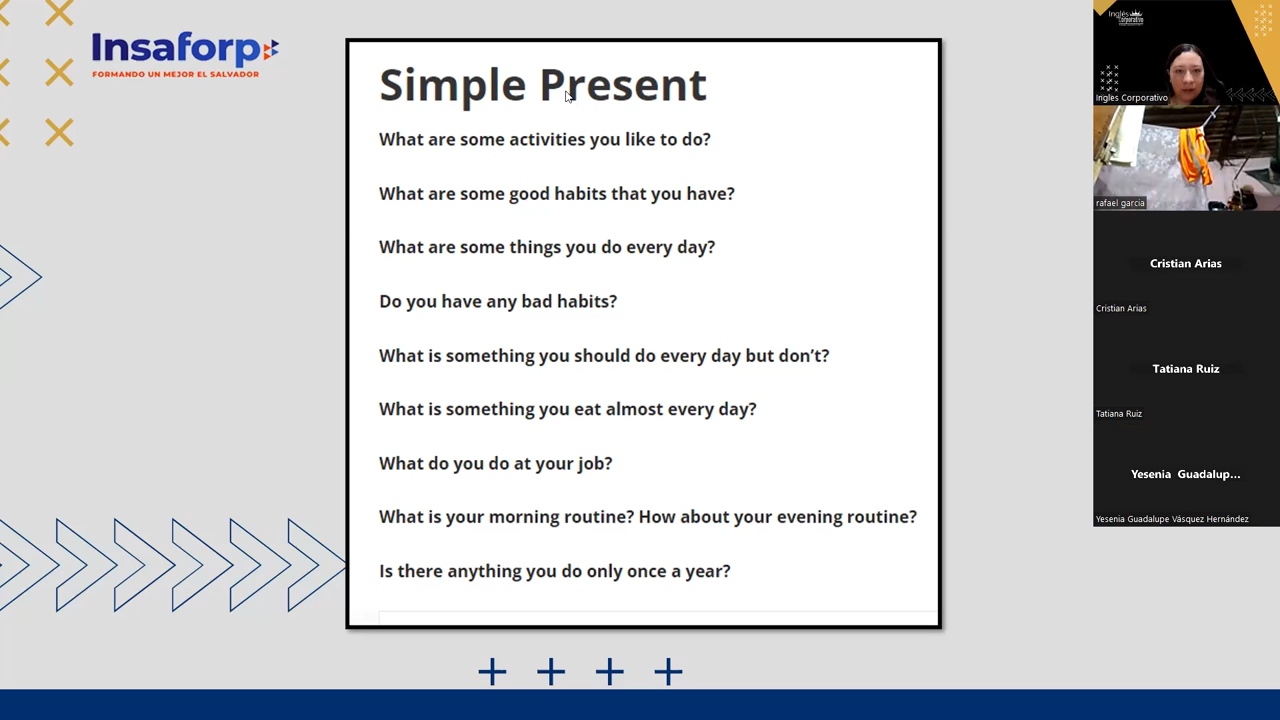 Insaforp
FORMANDO UN MEJOR EL SALVADOR
Simple Present
What are some activities you like to do?
What are some good habits that you have?
What are some things you do every day?
Do you have any bad habits?
What is something you should do every day but don't?
What is something you eat almost every day?
What do you do at your job?
What is your morning routine? How about your evening routine?
Is there anything you do only once a year?
Inglés
Corporativo
Ingles Corporativo
rafael garcia
Cristian Arias
Cristian Arias
Tatiana Ruiz
Tatiana Ruiz
Yesenia Guadalup...
Yesenia Guadalupe Vásquez Hernández